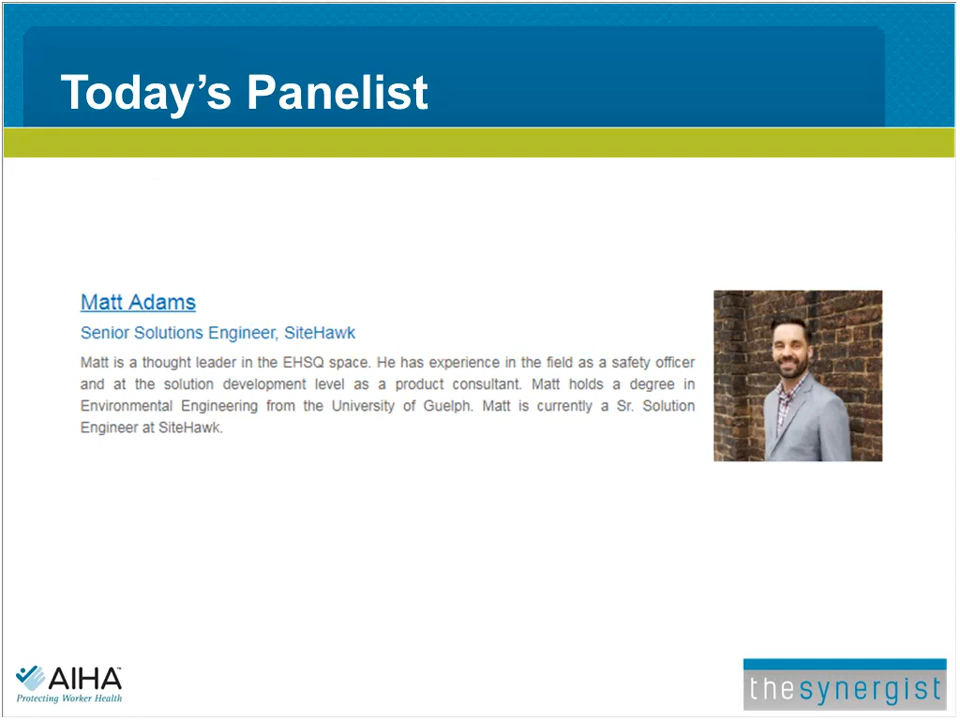 Today’s Panelist
Matt Adams
Senior Solutions Engineer, SiteHawk
Matt is a thought leader in the EHSQ space. He has experience in the field as a safety officer
and at the solution development level as a product consultant. Matt holds a degree in
Environmental Engineering from the University of Guelph. Matt is currently a Sr. Solution
Engineer at SiteHawk.
AIHA™
Protecting Worker Health
thesynergist